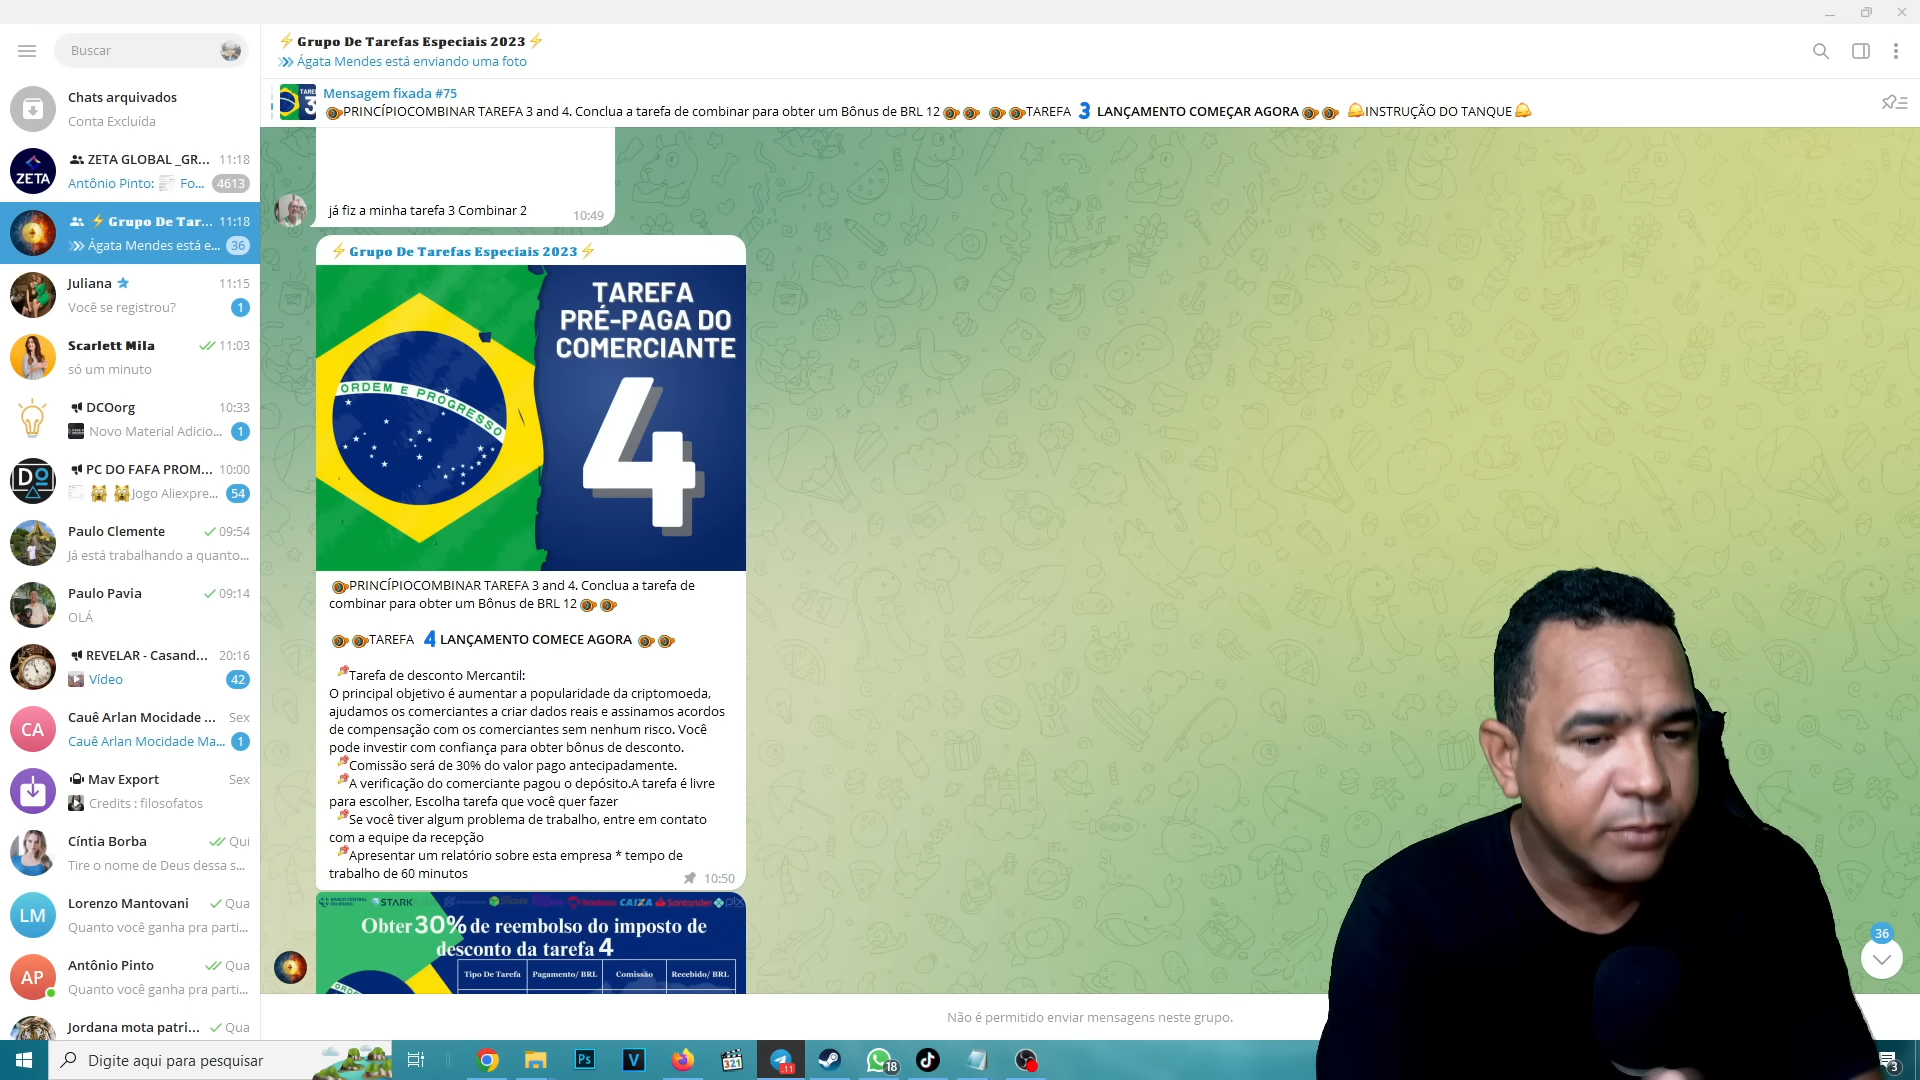 Buscar
Chats arquivados
Conta Excluída
ZETA GLOBAL _GR... 11:18
Antônio Pinto: Fo... 4613
ZETA
Grupo De Tar... 11:18
Ágata Mendes está e... 36
Juliana 11:15
Você se registrou? 1
Scarlett Mila 11:03
só um minuto
DCOorg 10:33
Novo Material Adicio... 1
PC DO FAFA PROM... 10:00
Jogo Aliexpre... 54
Paulo Clemente 09:54
Já está trabalhando a quanto...
Paulo Pavia 09:14
OLÁ
REVELAR - Casand... 20:16
Vídeo 42
CA
Cauê Arlan Mocidade ... Sex
Cauê Arlan Mocidade Ma... 1
Mav Export Sex
Credits : filosofatos
Cíntia Borba Qui
Tire o nome de Deus dessa s...
LM
Lorenzo Mantovani Qua
Quanto você ganha pra parti...
AP
Antônio Pinto Qua
Quanto você ganha pra parti...
Jordana mota patri... Qua
⚡Grupo De Tarefas Especiais 2023⚡
Ágata Mendes está enviando uma foto
Mensagem fixada #75
PRINCÍPIOCOMBINAR TAREFA 3 and 4. Conclua a tarefa de combinar para obter um Bônus de BRL 12 TAREFA 3 LANÇAMENTO COMEÇAR AGORA 🔔INSTRUÇÃO DO TANQUE🔔
já fiz a minha tarefa 3 Combinar 2 10:49
⚡Grupo De Tarefas Especiais 2023⚡
ORDEM E PROGRESSO
TAREFA
PRÉ-PAGA DO
COMERCIANTE
4
PRINCÍPIOCOMBINAR TAREFA 3 and 4. Conclua a tarefa de
combinar para obter um Bônus de BRL 12
TAREFA 4 LANÇAMENTO COMECE AGORA
Tarefa de desconto Mercantil:
O principal objetivo é aumentar a popularidade da criptomoeda,
ajudamos os comerciantes a criar dados reais e assinamos acordos
de compensação com os comerciantes sem nenhum risco. Você
pode investir com confiança para obter bônus de desconto.
Comissão será de 30% do valor pago antecipadamente.
A verificação do comerciante pagou o depósito.A tarefa é livre
para escolher, Escolha tarefa que você quer fazer
Se você tiver algum problema de trabalho, entre em contato
com a equipe da recepção
Apresentar um relatório sobre esta empresa * tempo de
trabalho de 60 minutos 10:50
STARK CAIXA Santander pix
Obter 30% de reembolso do imposto de
desconto da tarefa 4
Tipo De Tarefa Pagamento/ BRL Comissão Recebido/ BRL
36
Não é permitido enviar mensagens neste grupo.
Digite aqui para pesquisar
Ps
V
321
11
18
3